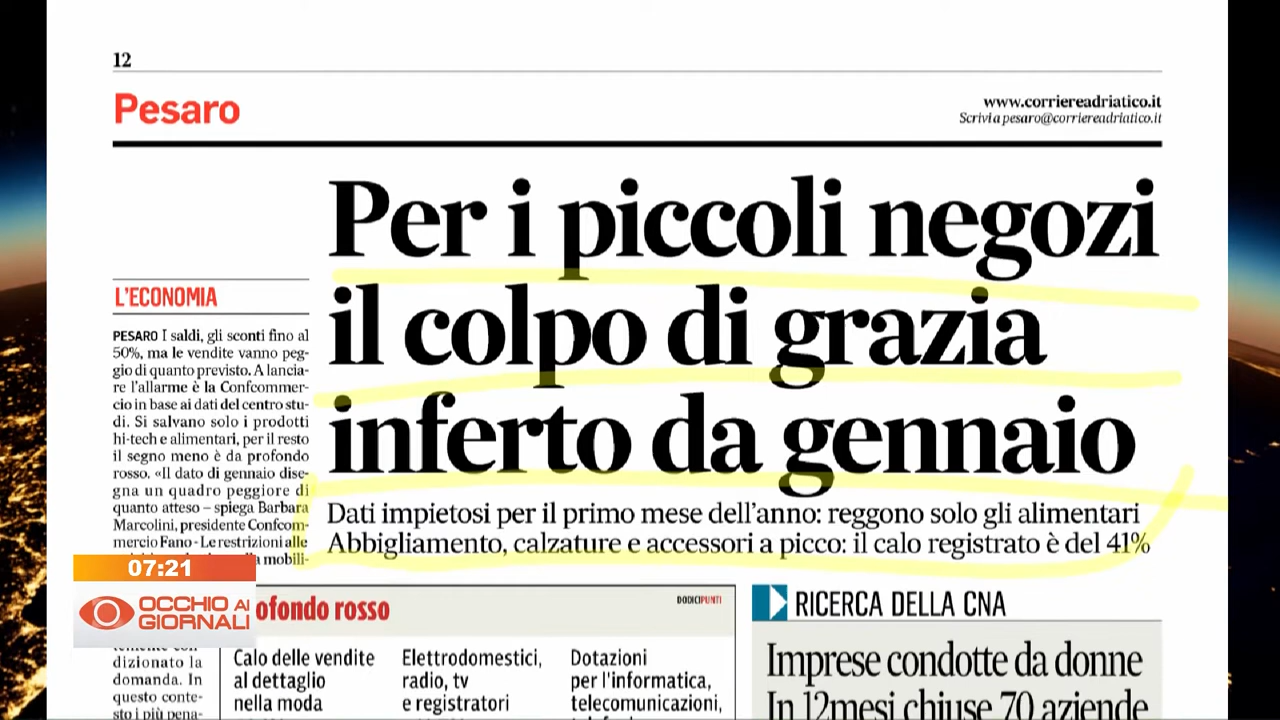 12
Pesaro
www.corriereadriatico.it
Scrivi a pesaro@corriereadriatico.it
Per i piccoli negozi
il colpo di grazia
inferto da gennaio
Dati impietosi per il primo mese dell'anno: reggono solo gli alimentari
Abbigliamento, calzature e accessori a picco: il calo registrato è del 41%
L'ECONOMIA
PESARO I saldi, gli sconti fino al
50%, ma le vendite vanno peg-
gio di quanto previsto. A lancia-
re l'allarme è la Confcommer-
cio in base ai dati del centro stu-
di. Si salvano solo i prodotti
hi-tech e alimentari, per il resto
il segno meno è da profondo
rosso. «Il dato di gennaio dise-
gna un quadro peggiore di
quanto atteso – spiega Barbara
Marcolini, presidente Confcom-
mercio Fano - Le restrizioni alle
mobili-
dizionato la
domanda. In
questo conte-
sto i più pena-
07:21
OCCHIO AI
GIORNALI
ofondo rosso
DODICIPUNTI
Calo delle vendite
al dettaglio
nella moda
Elettrodomestici,
radio, tv
e registratori
Dotazioni
per l'informatica,
telecomunicazioni,
RICERCA DELLA CNA
Imprese condotte da donne
In 12mesi chiuse 70 aziende